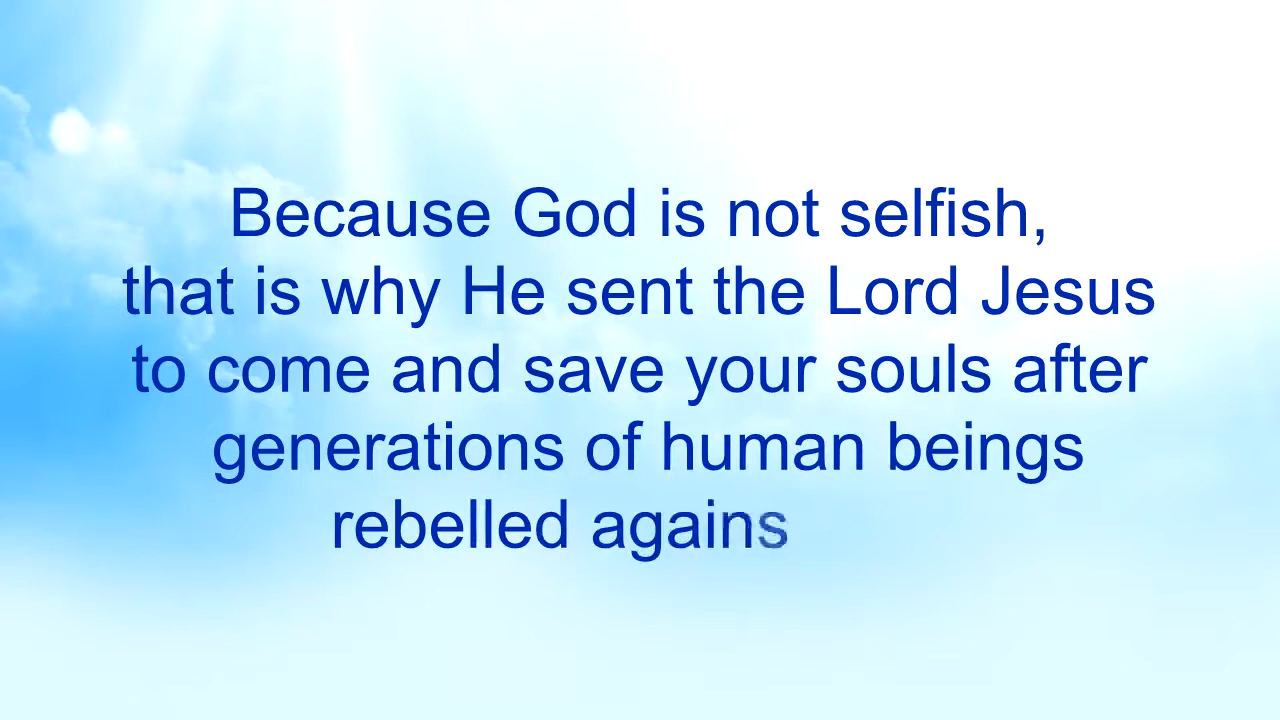 Because God is not selfish,
that is why He sent the Lord Jesus
to come and save your souls after
generations of human beings
rebelled agains